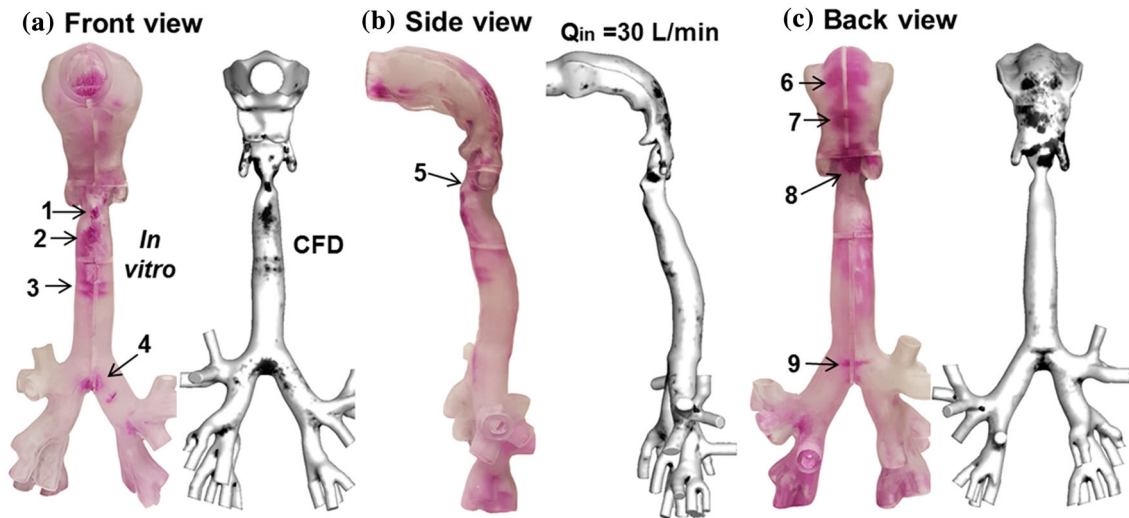 (a) Front view
(b) Side view
Qin =30 L/min
(c) Back view
1
2
3
4
In
vitro
CFD
5
6
7
8
9